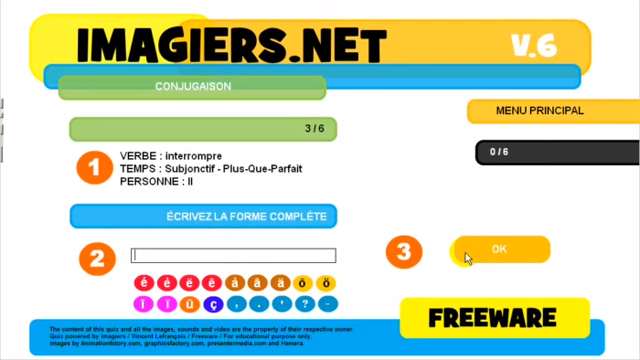 IMAGIERS.NET
V.6
CONJUGAISON
MENU PRINCIPAL
3 / 6
0 / 6
1
VERBE : interrompre
TEMPS : Subjonctif - Plus-Que-Parfait
PERSONNE : Il
ÉCRIVEZ LA FORME COMPLÈTE
2
3
OK
ç , . ' ? -
FREEWARE
The content of this quiz and all the images, sounds and video are the property of their respective owner.
Quiz powered by Imagiers / Vincent Lefrançois / Freeware / For educational purpose only.
Images by Animationfactory.com, graphicsfactory.com, presentermedia.com and Hemera.